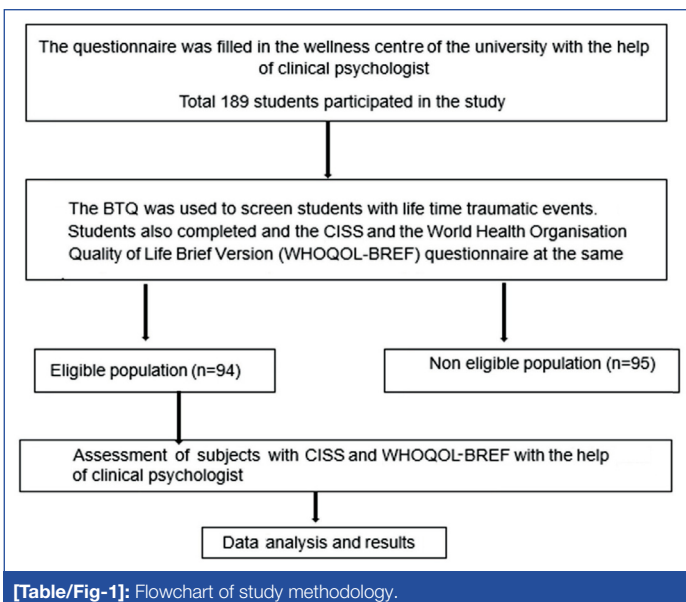 The questionnaire was filled in the wellness centre of the university with the help
of clinical psychologist
Total 189 students participated in the study
The BTQ was used to screen students with life time traumatic events.
Students also completed and the CISS and the World Health Organisation
Quality of Life Brief Version (WHOQOL-BREF) questionnaire at the same
.
Eligible population (n=94)
Non eligible population (n=95)
Assessment of subjects with CISS and WHOQOL-BREF with the help
of clinical psychologist
Data analysis and results
[Table/Fig-1]: Flowchart of study methodology.